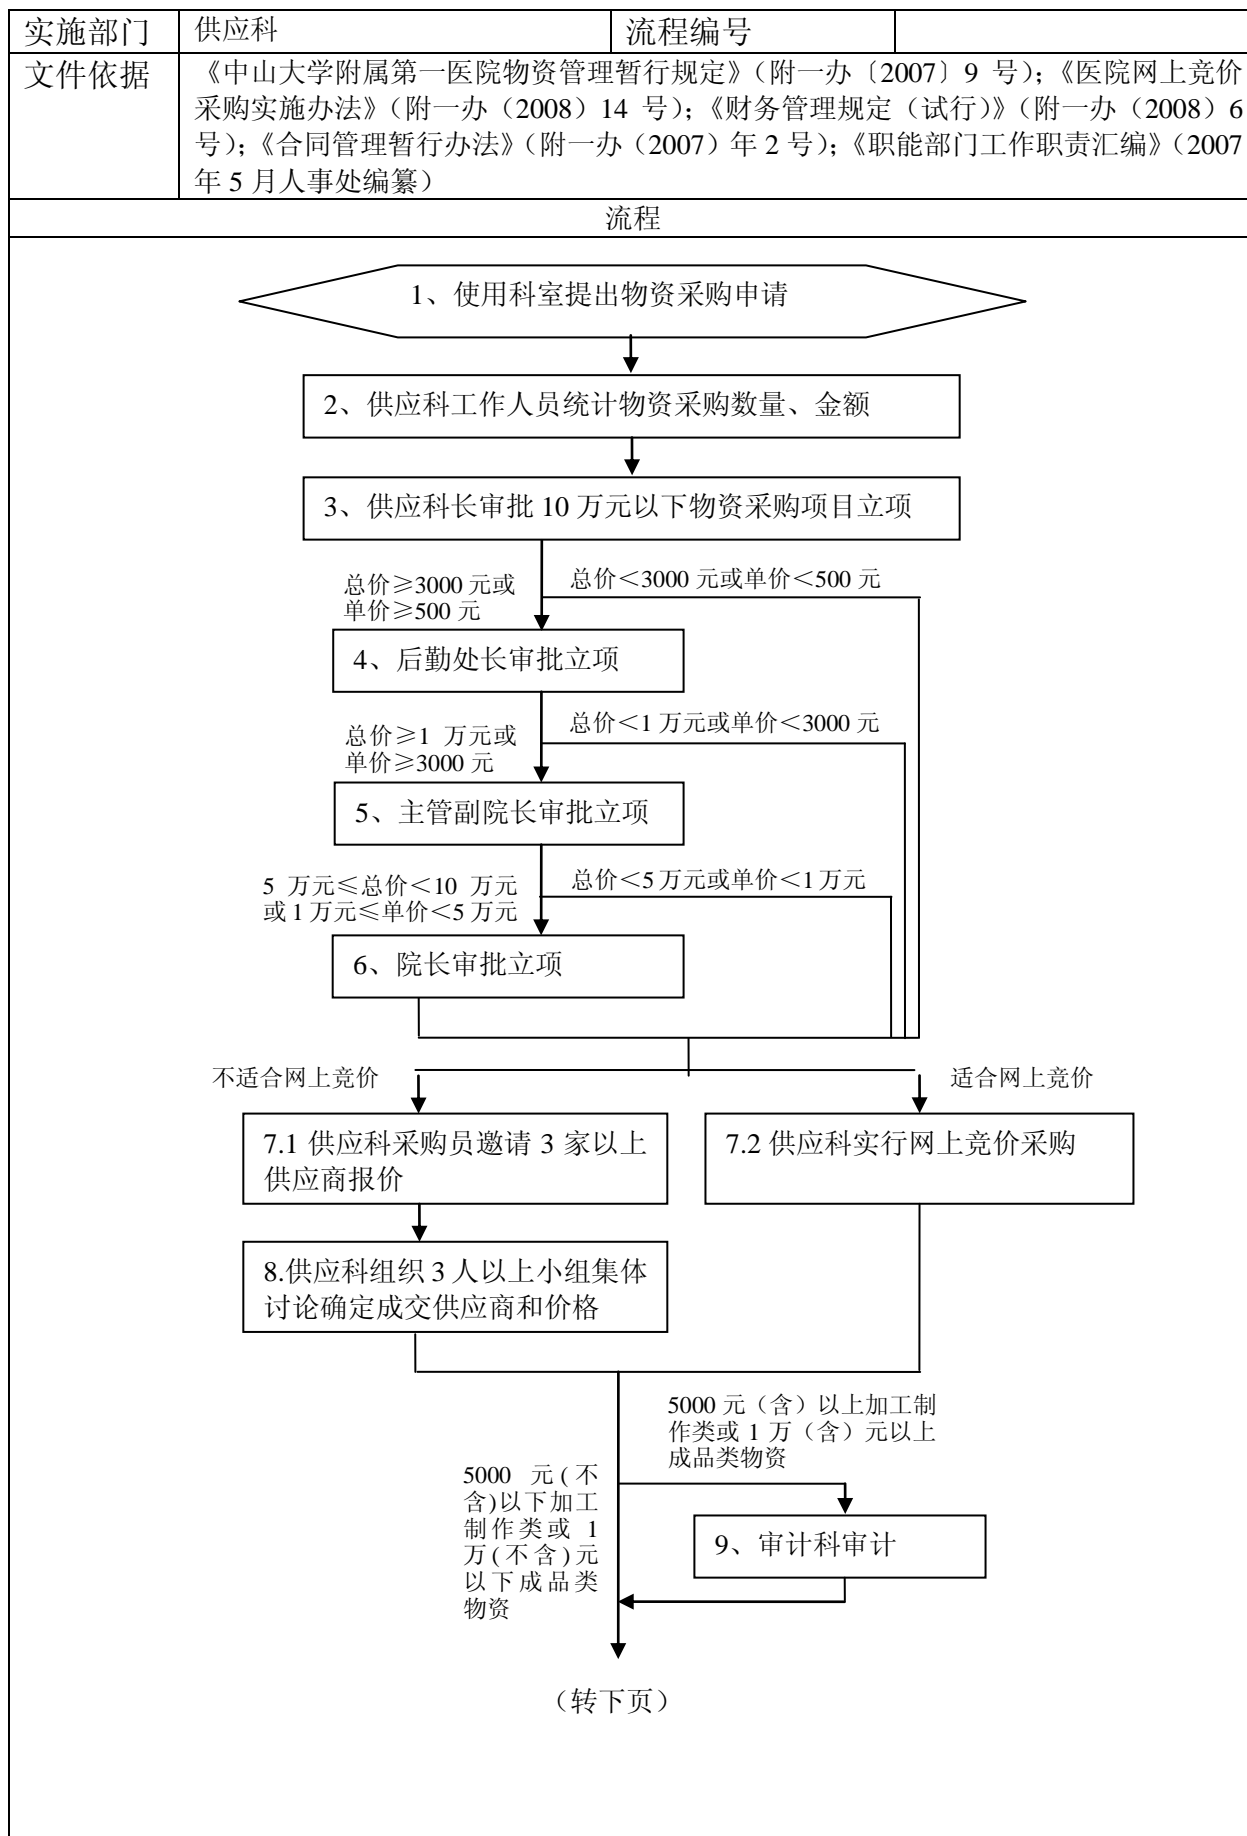 实施部门 供应科 流程编号
文件依据 《中山大学附属第一医院物资管理暂行规定》（附一办〔2007〕9 号）；《医院网上竞价
采购实施办法》（附一办（2008）14 号）；《财务管理规定（试行）》（附一办（2008）6
号）；《合同管理暂行办法》（附一办（2007）年 2 号）；《职能部门工作职责汇编》（2007
年 5 月人事处编纂）
流程
1、使用科室提出物资采购申请
2、供应科工作人员统计物资采购数量、金额
3、供应科长审批 10 万元以下物资采购项目立项
总价≥3000 元或
单价≥500 元
总价＜3000 元或单价＜500 元
4、后勤处长审批立项
总价≥1 万元或
单价≥3000 元
总价＜1 万元或单价＜3000 元
5、主管副院长审批立项
5 万元≤总价＜10 万元
或 1 万元≤单价＜5 万元
总价＜5 万元或单价＜1 万元
6、院长审批立项
不适合网上竞价
适合网上竞价
7.1 供应科采购员邀请 3 家以上
供应商报价
7.2 供应科实行网上竞价采购
8.供应科组织 3 人以上小组集体
讨论确定成交供应商和价格
5000 元（含）以上加工制
作类或 1 万（含）元以上
成品类物资
5000 元(不
含)以下加工
制作类或 1
万(不含)元
以下成品类
物资
9、审计科审计
（转下页）